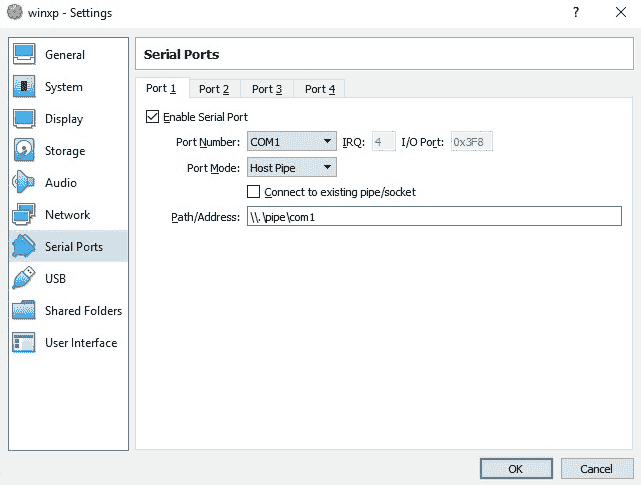 winxp - Settings
? ×
General
System
Display
Storage
Audio
Network
Serial Ports
USB
Shared Folders
User Interface
Serial Ports
Port 1 Port 2 Port 3 Port 4
Enable Serial Port
Port Number: COM1 IRQ: 4 I/O Port: 0x3F8
Port Mode: Host Pipe
Connect to existing pipe/socket
Path/Address: \\.\pipe\com1
OK Cancel